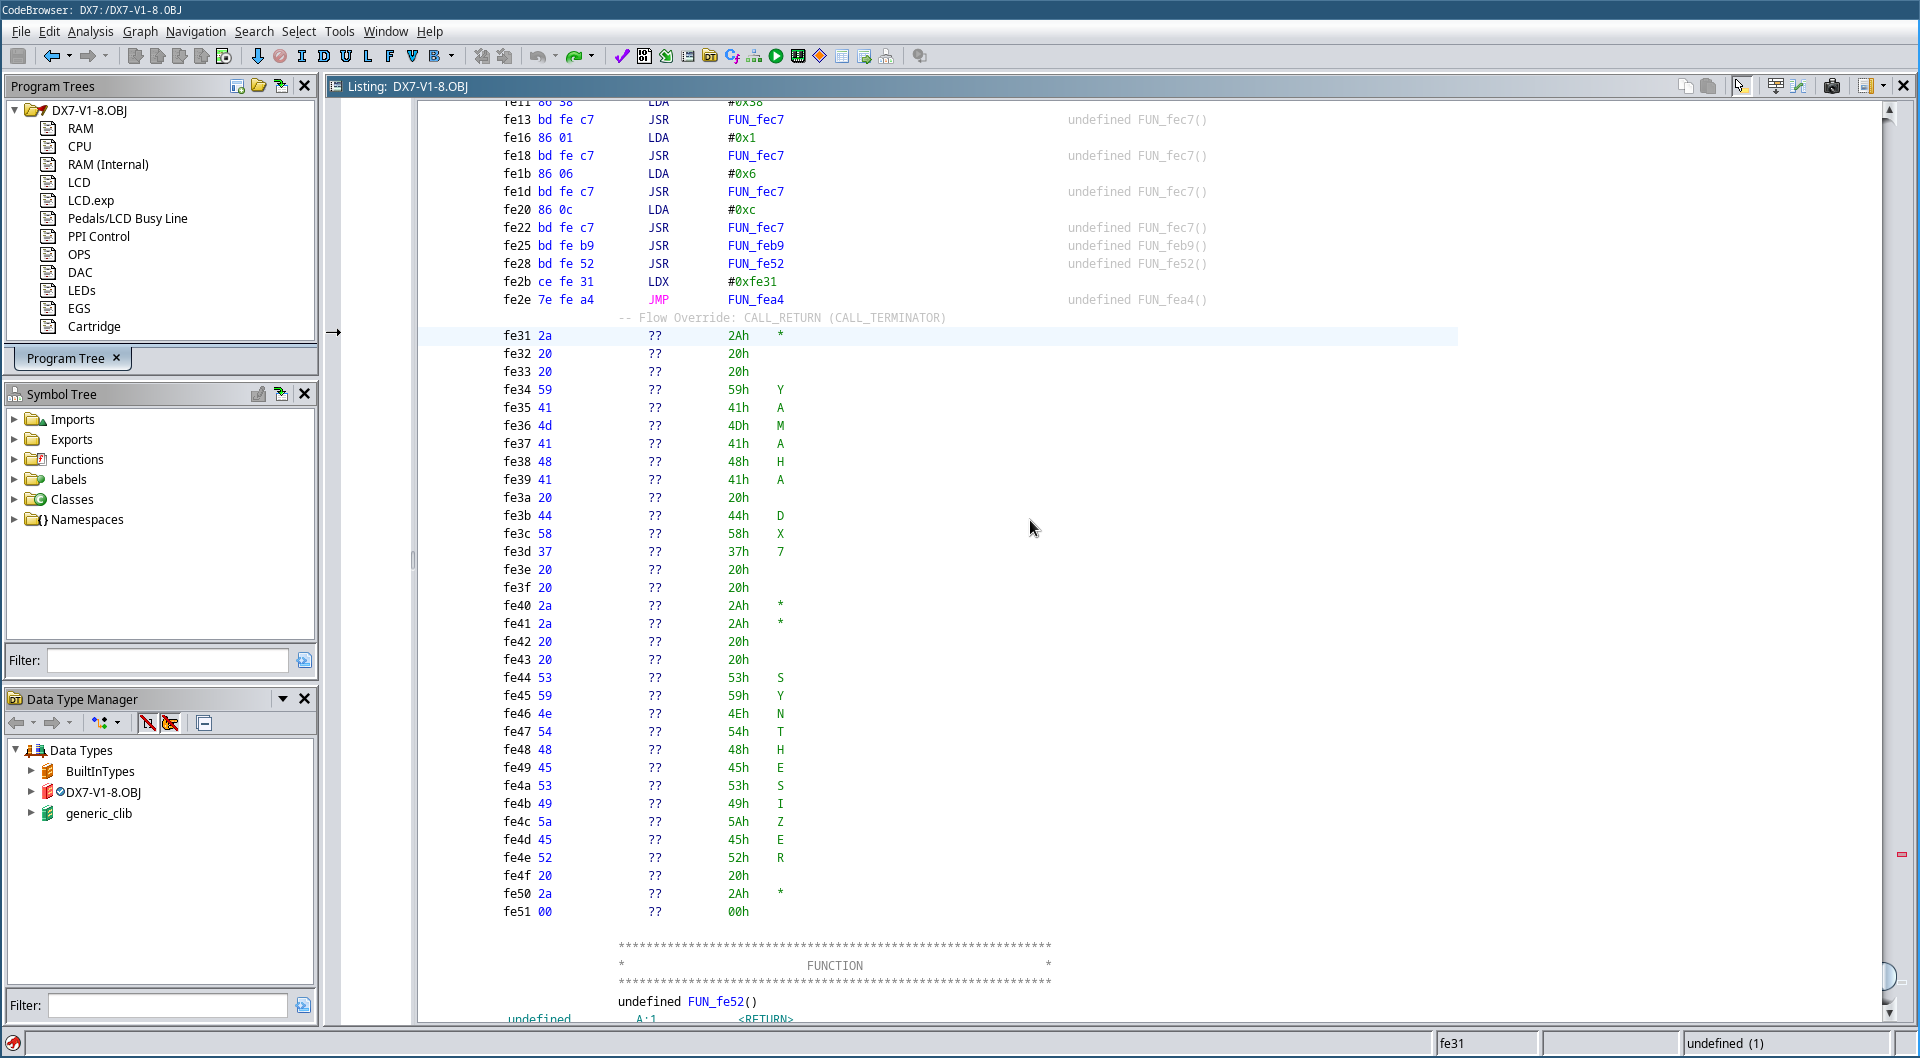 CodeBrowser: DX7:/DX7-V1-8.OBJ
File Edit Analysis Graph Navigation Search Select Tools Window Help
I D U L F V B
Program Trees
DX7-V1-8.OBJ
RAM
CPU
RAM (Internal)
LCD
LCD.exp
Pedals/LCD Busy Line
PPI Control
OPS
DAC
LEDs
EGS
Cartridge
Program Tree
Symbol Tree
Imports
Exports
Functions
Labels
Classes
Namespaces
Filter:
Data Type Manager
Data Types
BuiltInTypes
DX7-V1-8.OBJ
generic_clib
Filter:
Listing: DX7-V1-8.OBJ
fe11 86 38 LDA #0x38
fe13 bd fe c7 JSR FUN_fec7 undefined FUN_fec7()
fe16 86 01 LDA #0x1
fe18 bd fe c7 JSR FUN_fec7 undefined FUN_fec7()
fe1b 86 06 LDA #0x6
fe1d bd fe c7 JSR FUN_fec7 undefined FUN_fec7()
fe20 86 0c LDA #0xc
fe22 bd fe c7 JSR FUN_fec7 undefined FUN_fec7()
fe25 bd fe b9 JSR FUN_feb9 undefined FUN_feb9()
fe28 bd fe 52 JSR FUN_fe52 undefined FUN_fe52()
fe2b ce fe 31 LDX #0xfe31
fe2e 7e fe a4 JMP FUN_fea4 undefined FUN_fea4()
-- Flow Override: CALL_RETURN (CALL_TERMINATOR)
fe31 2a ?? 2Ah *
fe32 20 ?? 20h
fe33 20 ?? 20h
fe34 59 ?? 59h Y
fe35 41 ?? 41h A
fe36 4d ?? 4Dh M
fe37 41 ?? 41h A
fe38 48 ?? 48h H
fe39 41 ?? 41h A
fe3a 20 ?? 20h
fe3b 44 ?? 44h D
fe3c 58 ?? 58h X
fe3d 37 ?? 37h 7
fe3e 20 ?? 20h
fe3f 20 ?? 20h
fe40 2a ?? 2Ah *
fe41 2a ?? 2Ah *
fe42 20 ?? 20h
fe43 20 ?? 20h
fe44 53 ?? 53h S
fe45 59 ?? 59h Y
fe46 4e ?? 4Eh N
fe47 54 ?? 54h T
fe48 48 ?? 48h H
fe49 45 ?? 45h E
fe4a 53 ?? 53h S
fe4b 49 ?? 49h I
fe4c 5a ?? 5Ah Z
fe4d 45 ?? 45h E
fe4e 52 ?? 52h R
fe4f 20 ?? 20h
fe50 2a ?? 2Ah *
fe51 00 ?? 00h
**************************************************************
* FUNCTION *
**************************************************************
undefined FUN_fe52()
undefined A:1 <RETURN>
fe31
undefined (1)